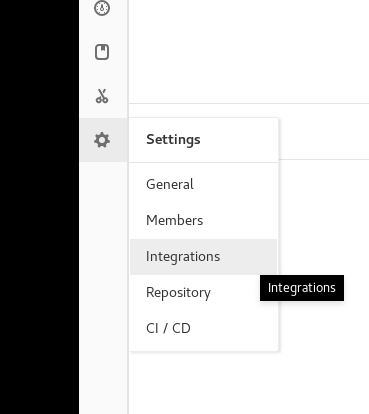 Settings
General
Members
Integrations
Repository
Integrations
CI / CD